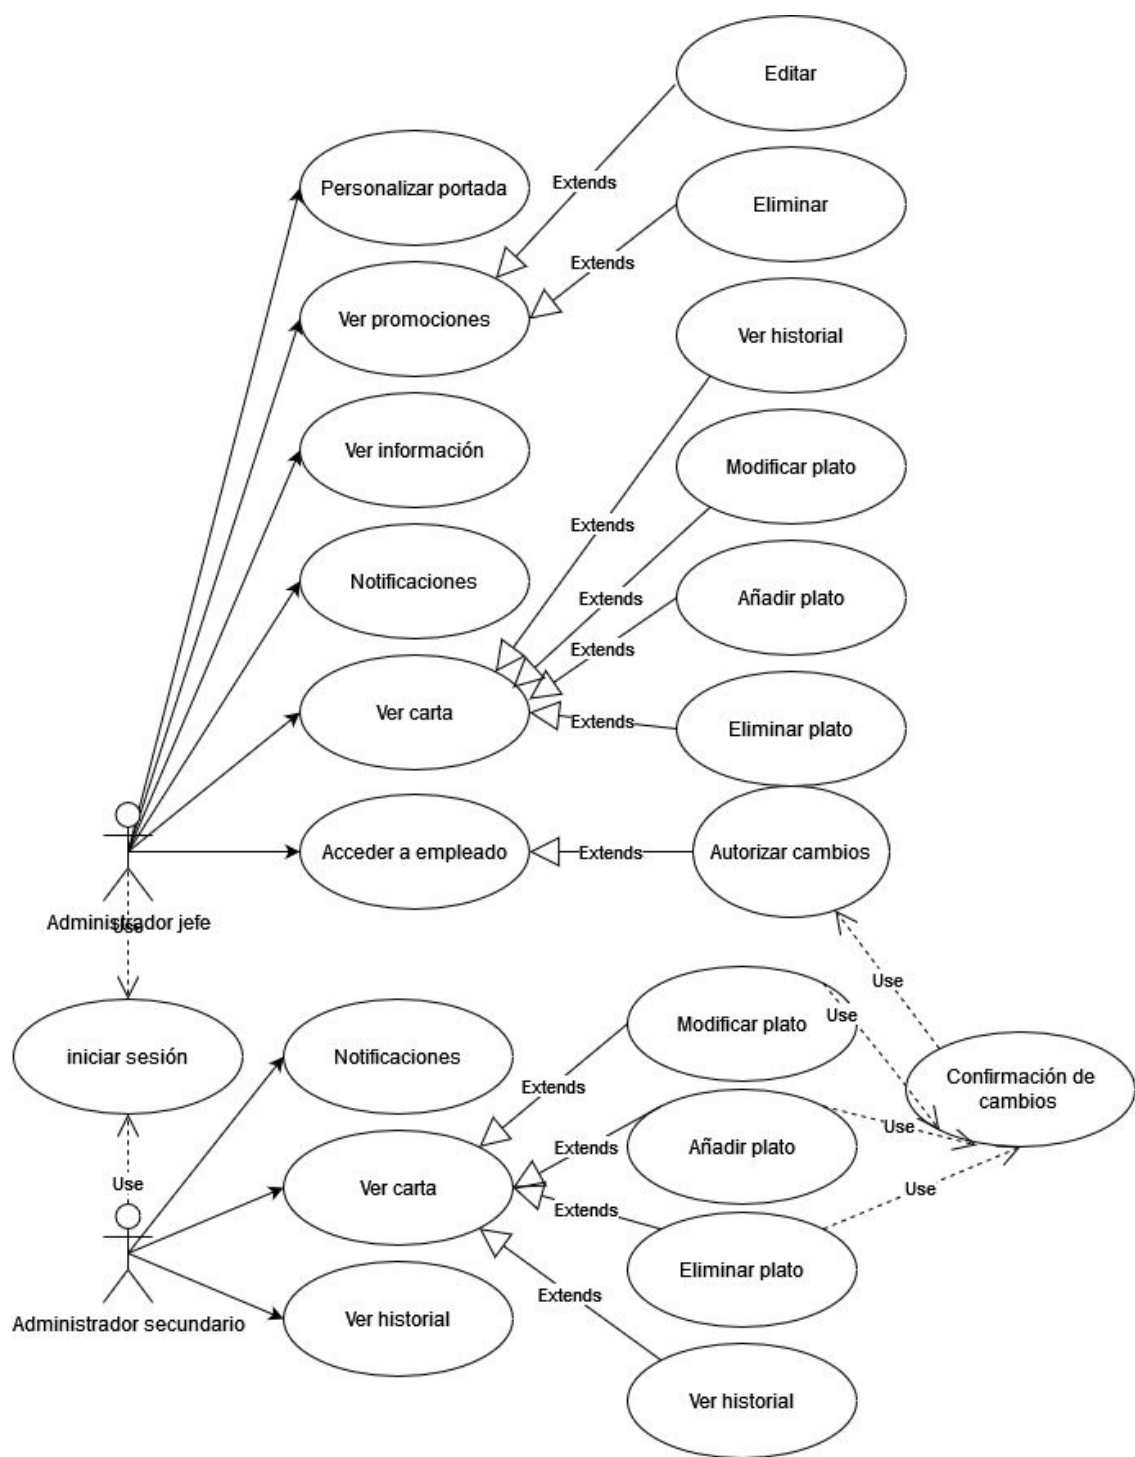 Editar
Personalizar portada
Extends
Eliminar
Extends
Ver promociones
Ver historial
Ver información
Modificar plato
Extends
Notificaciones
Extends
Añadir plato
Extends
Ver carta
Extends
Eliminar plato
Acceder a empleado
Extends
Autorizar cambios
Administrador jefe
Use
Use
iniciar sesión
Notificaciones
Modificar plato
Use
Confirmación de
cambios
Extends
Extends
Añadir plato
Use
Use
Ver carta
Extends
Use
Eliminar plato
Extends
Administrador secundario
Ver historial
Ver historial